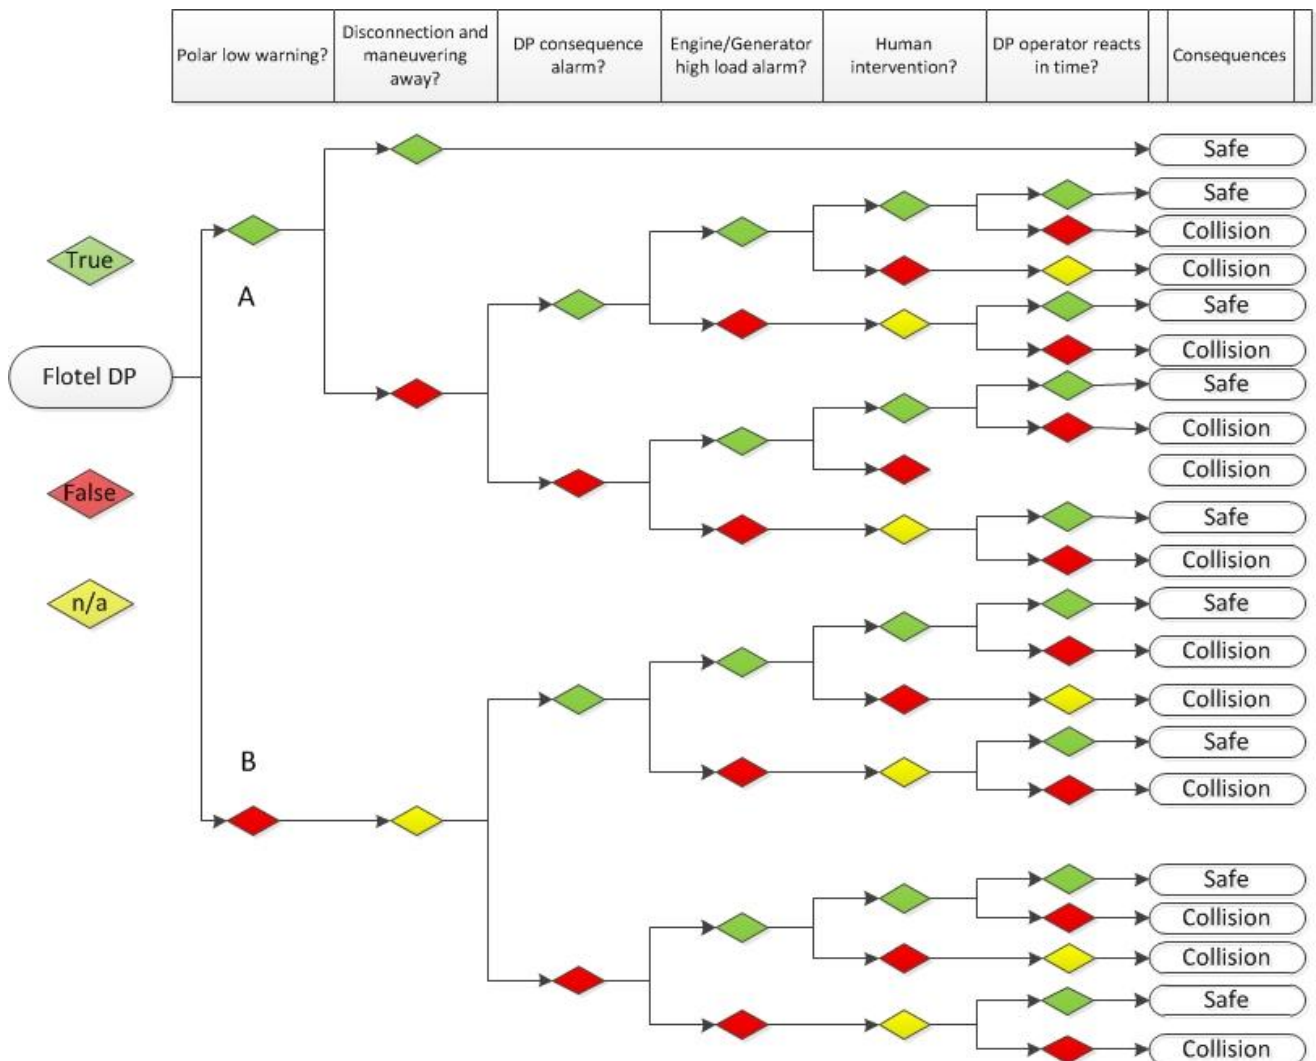 Polar low warning?
Disconnection and
maneuvering
away?
DP consequence
alarm?
Engine/Generator
high load alarm?
Human
intervention?
DP operator reacts
in time?
Consequences
Safe
Safe
True
Collision
A
Collision
Safe
Flotel DP
Collision
Safe
Collision
False
Collision
Safe
Collision
n/a
Safe
Collision
Collision
B
Safe
Collision
Safe
Collision
Collision
Safe
Collision